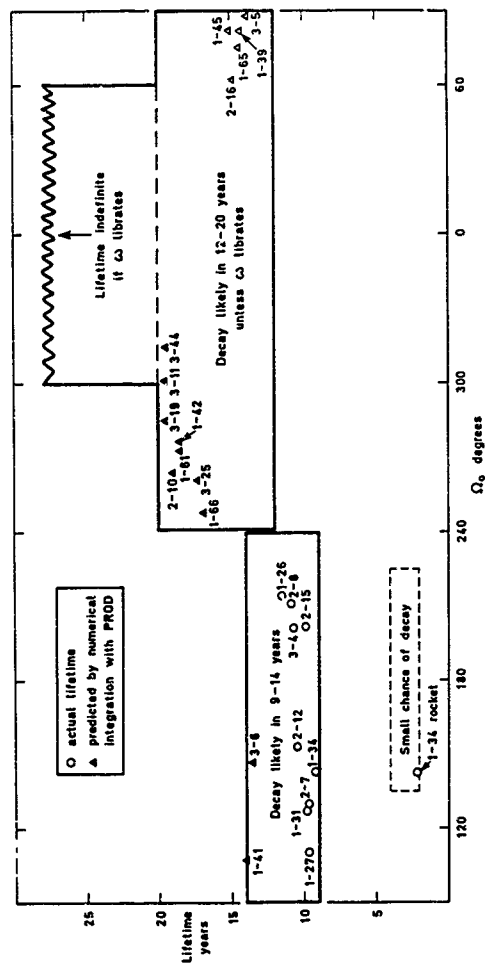 Lifetime
years
25
20
15
10
5
0
○ actual lifetime
▲ predicted by numerical
integration with PROD
Lifetime indefinite
if ω librates
Decay likely in 12-20 years
unless ω librates
Decay likely in 9-14 years
Small chance of decay
1-34 rocket
1-41
3-6
1-27
1-31
2-7
1-34
2-12
3-4
2-15
2-8
1-26
1-66
3-25
2-10
1-61
1-42
3-19
3-11
3-44
2-16
1-65
1-39
1-45
3-5
120
180
240
300
0
60
Ω₀ degrees